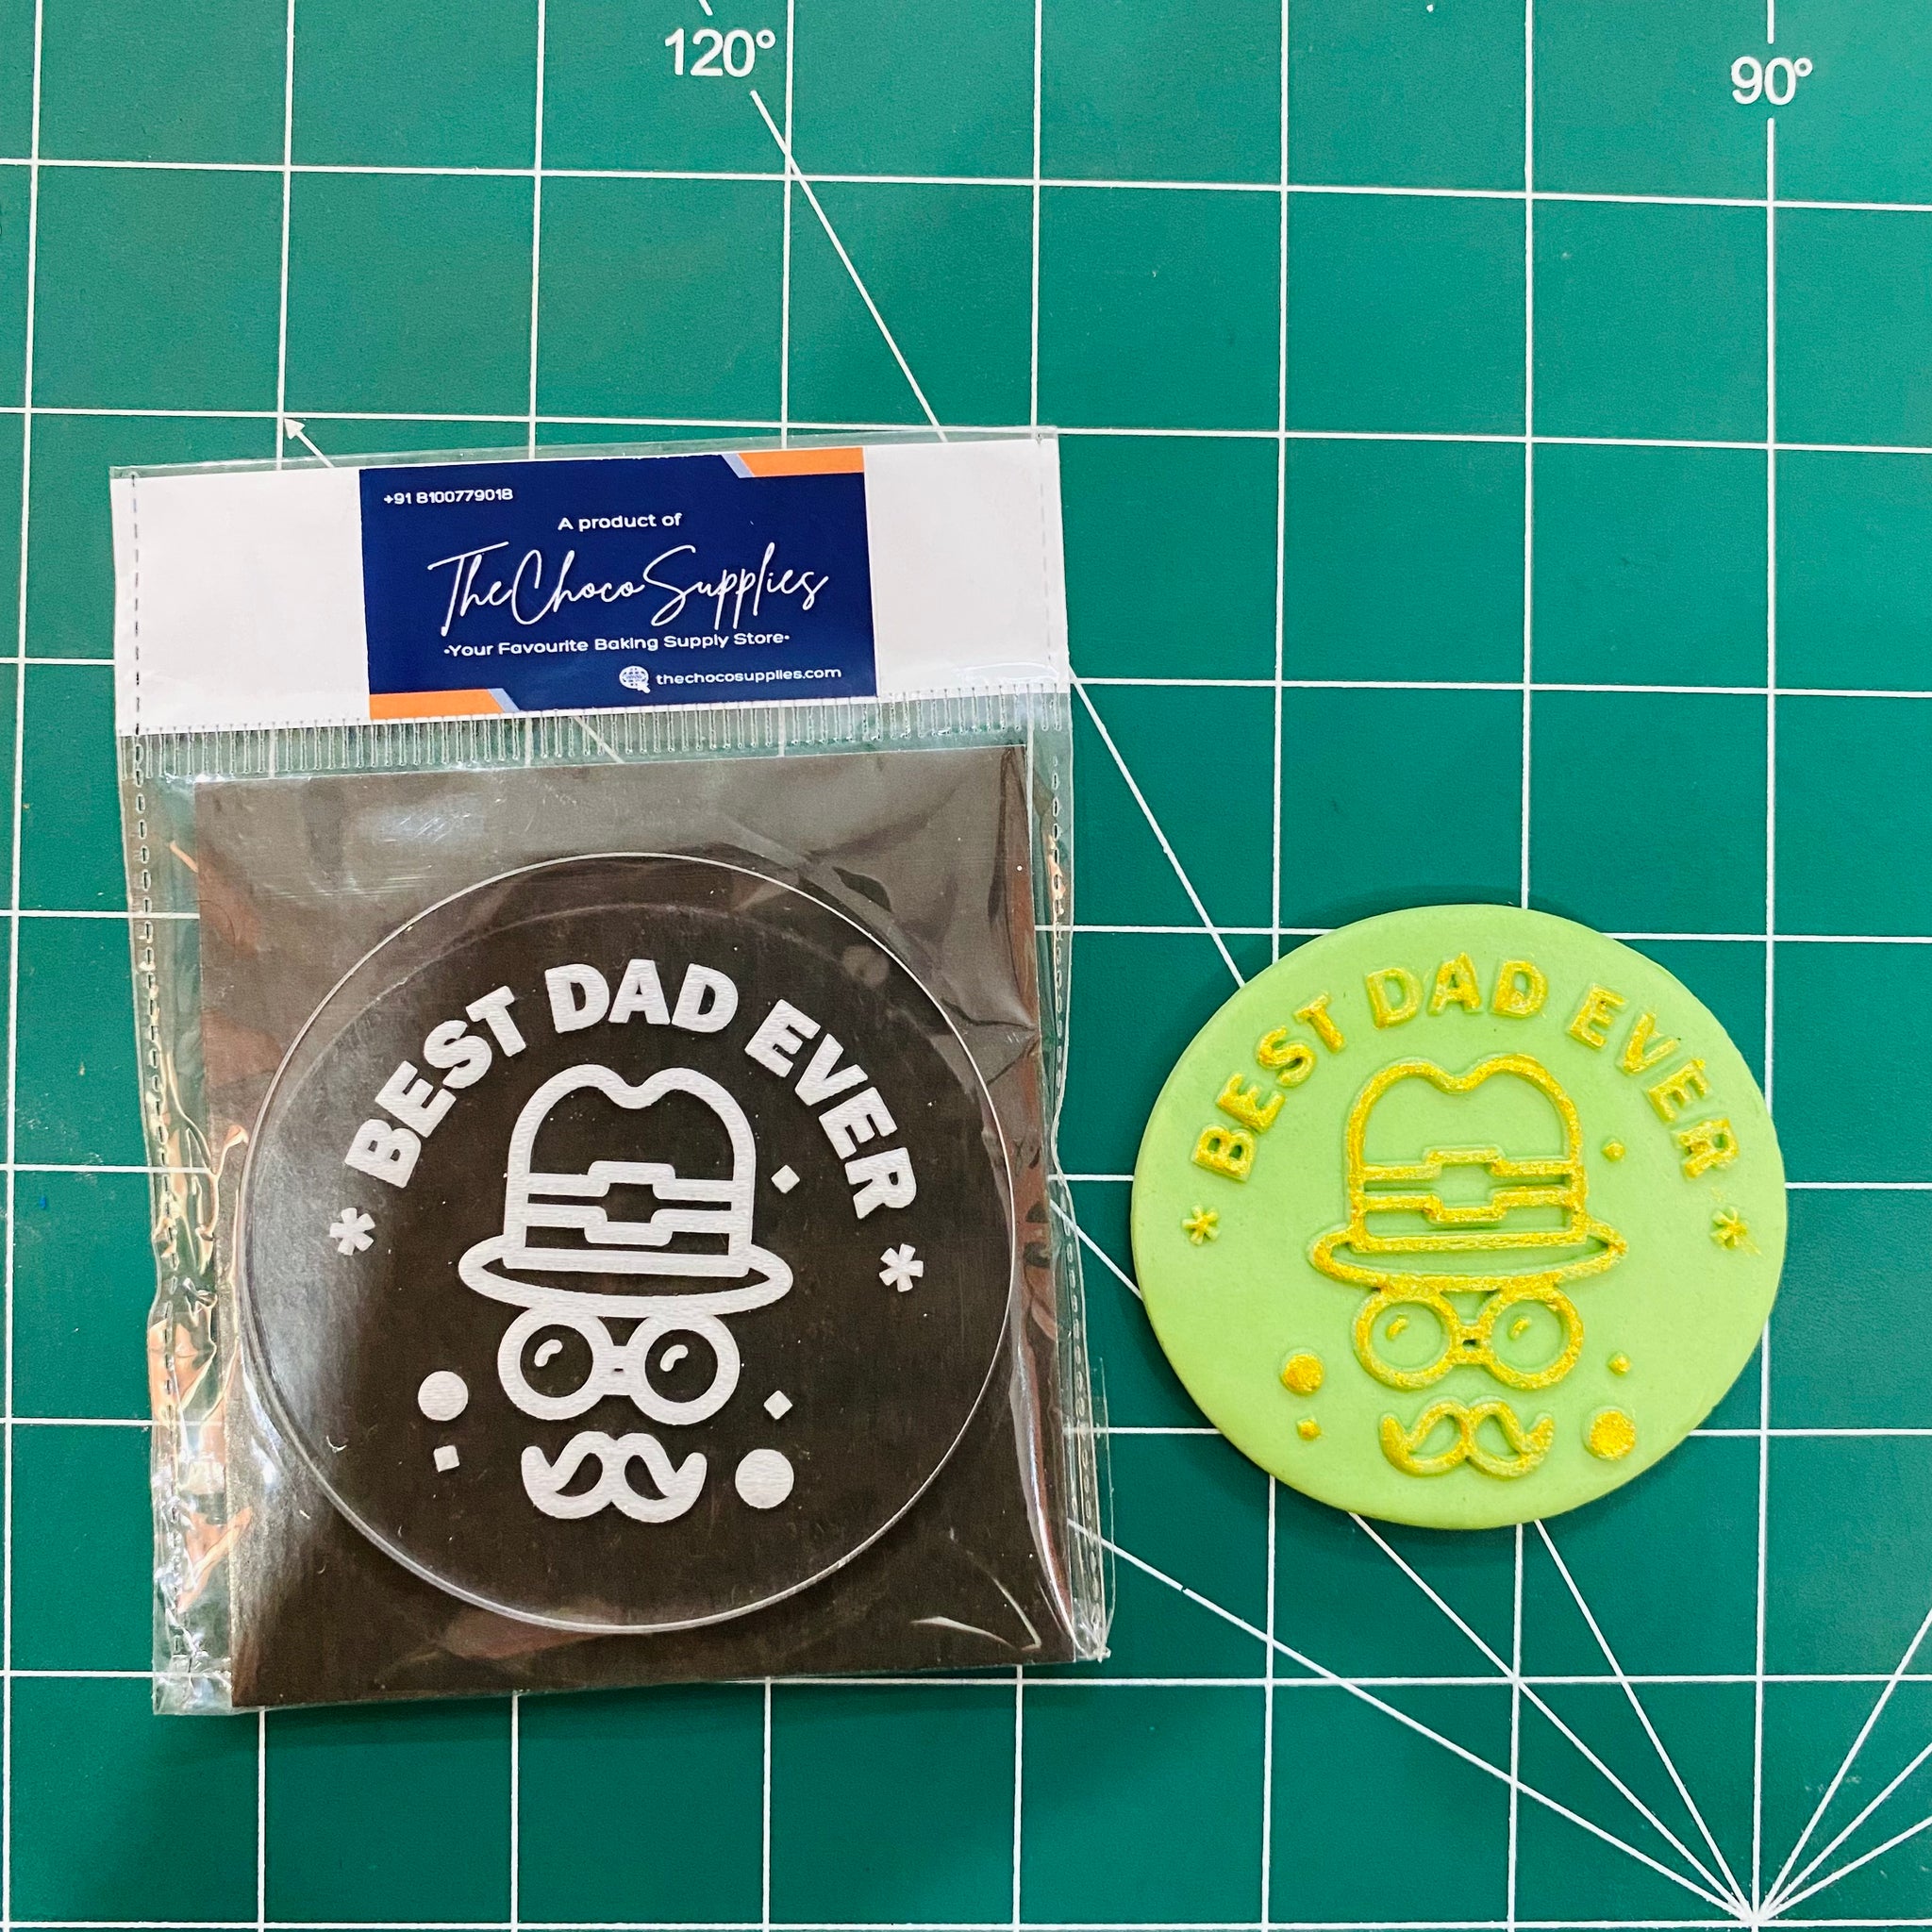 120°
90°
+91 8100779018
A product of
TheChocoSupplies
•Your Favourite Baking Supply Store•
thechocosupplies.com
BEST DAD EVER
* *
BEST DAD EVER
* *